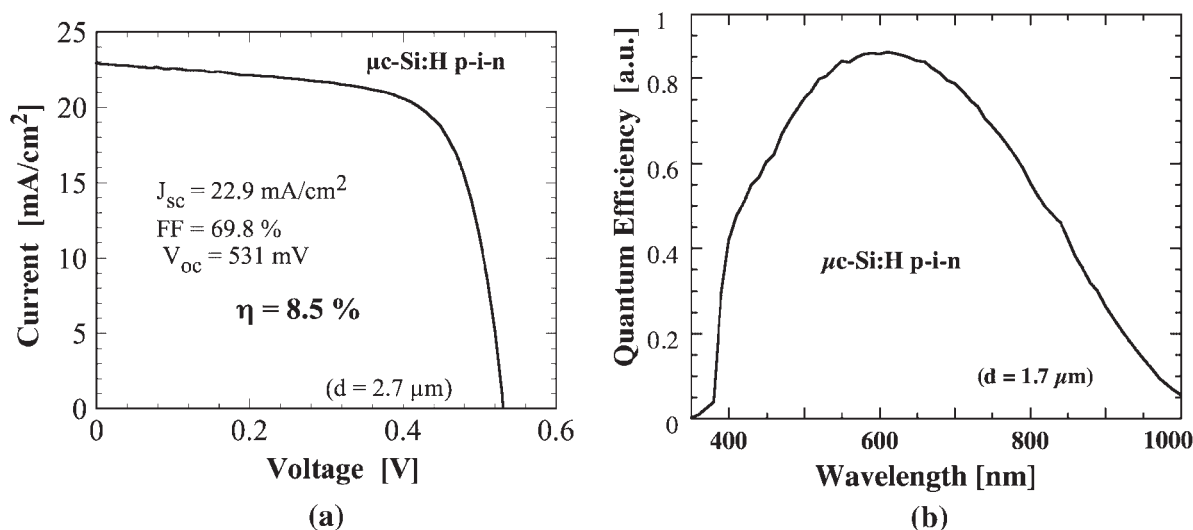 25
20
15
10
5
0
Current [mA/cm²]
μc-Si:H p-i-n
J_sc = 22.9 mA/cm²
FF = 69.8 %
V_oc = 531 mV
η = 8.5 %
(d = 2.7 μm)
0
0.2
0.4
0.6
Voltage [V]
(a)
1
0.8
0.6
0.4
0.2
0
Quantum Efficiency [a.u.]
μc-Si:H p-i-n
(d = 1.7 μm)
400
600
800
1000
Wavelength [nm]
(b)